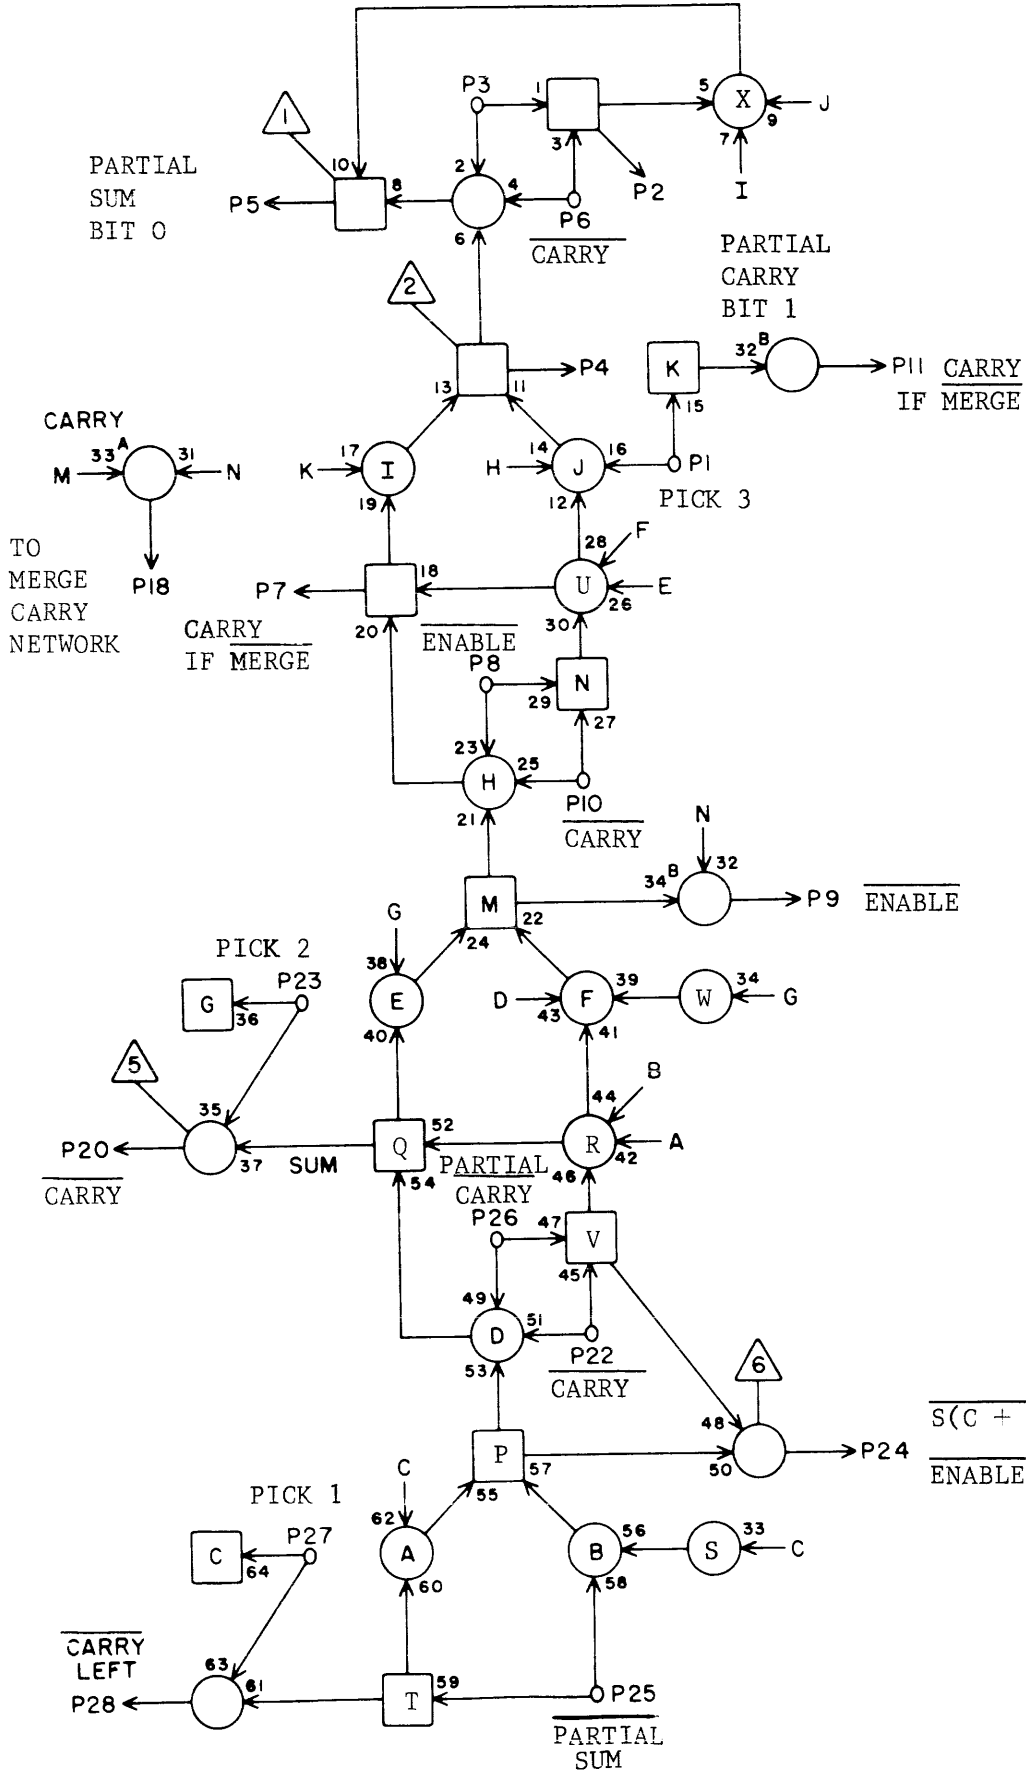 X
5
9
J
7
I
P3
1
3
P2
1
10
2
4
8
6
P5
P6
PARTIAL
SUM
BIT 0
CARRY
PARTIAL
CARRY
BIT 1
2
13
11
P4
K
15
32
B
P11
CARRY
IF MERGE
CARRY
A
33
31
M
N
P18
TO
MERGE
CARRY
NETWORK
K
17
I
19
H
14
J
16
12
P1
PICK 3
P7
18
20
CARRY
IF MERGE
ENABLE
28
F
U
E
26
30
P8
29
N
27
23
H
25
21
P10
CARRY
N
M
22
24
34
B
32
P9
ENABLE
G
38
E
40
D
43
F
39
41
W
34
G
PICK 2
P23
G
36
5
35
37
P20
CARRY
SUM
Q
52
54
PARTIAL
CARRY
44
B
R
A
42
46
P26
47
V
45
49
D
51
53
P22
CARRY
6
48
50
P24
S(C +
ENABLE
P
57
55
PICK 1
P27
C
64
C
62
A
60
B
56
58
S
33
C
CARRY
LEFT
P28
63
61
T
59
P25
PARTIAL
SUM